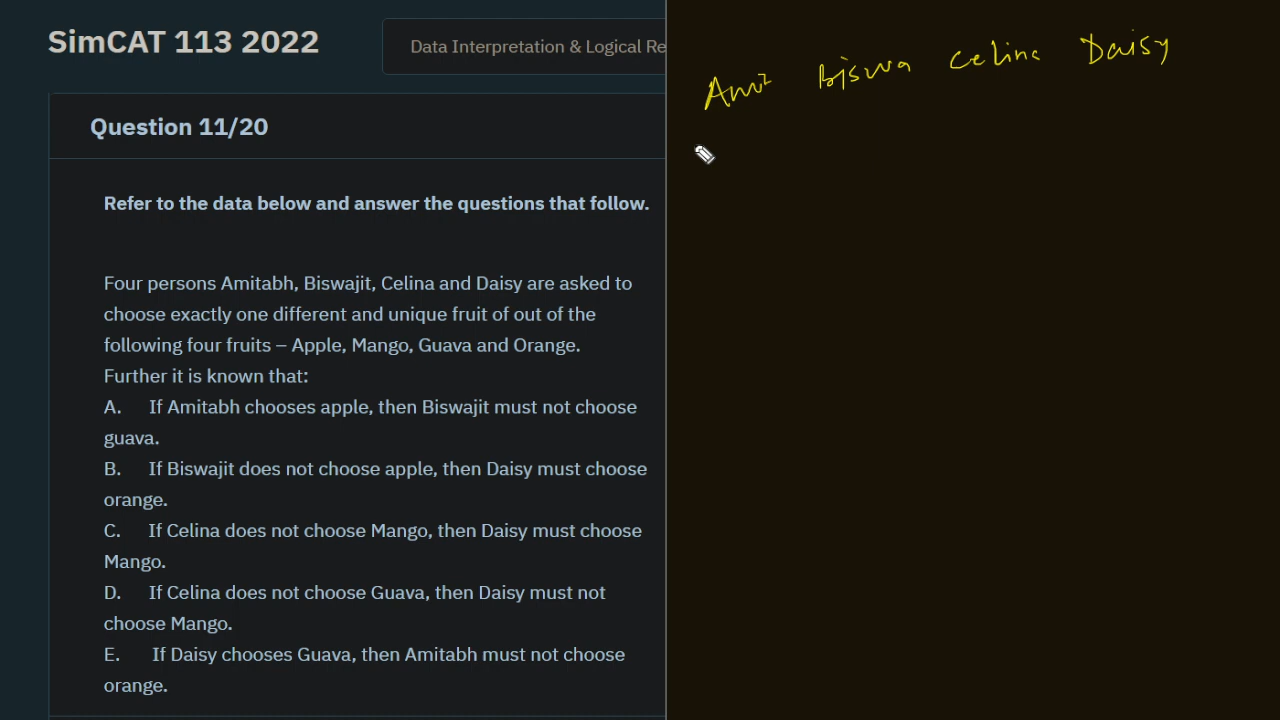 SimCAT 113 2022
Data Interpretation & Logical Re
Question 11/20
Refer to the data below and answer the questions that follow.
Four persons Amitabh, Biswajit, Celina and Daisy are asked to
choose exactly one different and unique fruit of out of the
following four fruits – Apple, Mango, Guava and Orange.
Further it is known that:
A. If Amitabh chooses apple, then Biswajit must not choose
guava.
B. If Biswajit does not choose apple, then Daisy must choose
orange.
C. If Celina does not choose Mango, then Daisy must choose
Mango.
D. If Celina does not choose Guava, then Daisy must not
choose Mango.
E. If Daisy chooses Guava, then Amitabh must not choose
orange.
Biswa Celina Daisy